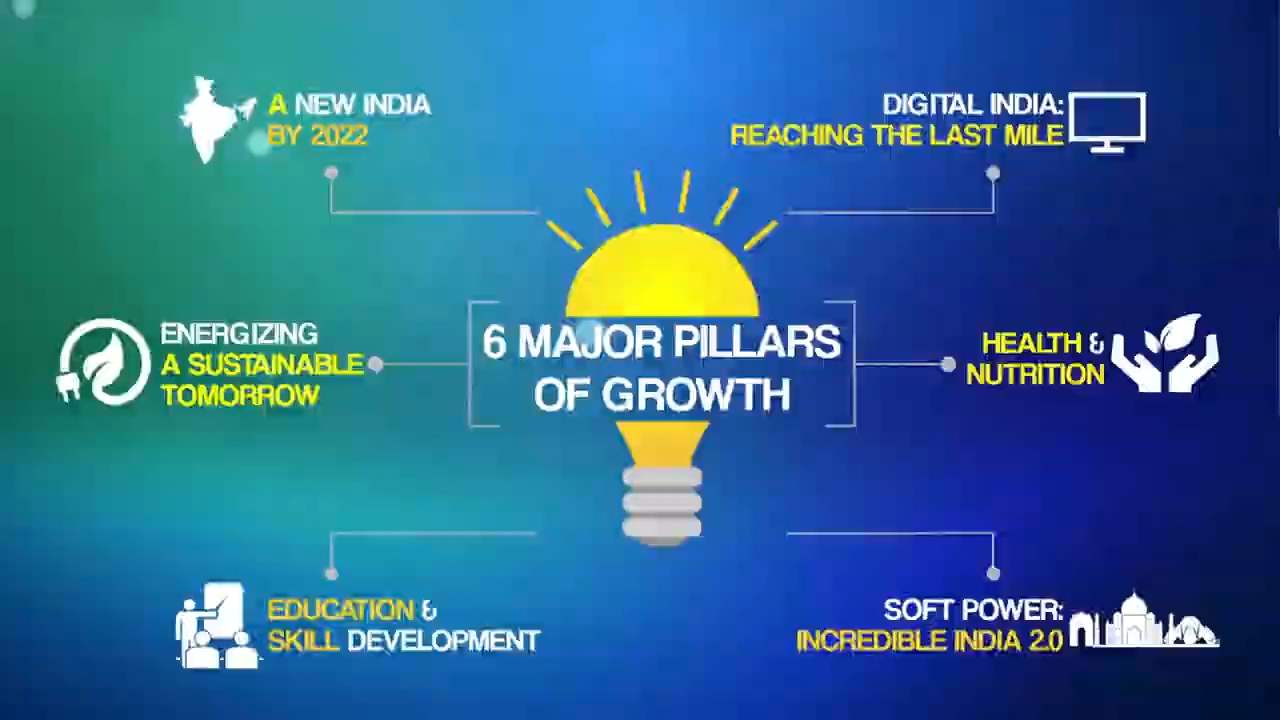 A NEW INDIA
BY 2022
DIGITAL INDIA:
REACHING THE LAST MILE
ENERGIZING
A SUSTAINABLE
TOMORROW
6 MAJOR PILLARS
OF GROWTH
HEALTH &
NUTRITION
EDUCATION &
SKILL DEVELOPMENT
SOFT POWER:
INCREDIBLE INDIA 2.0